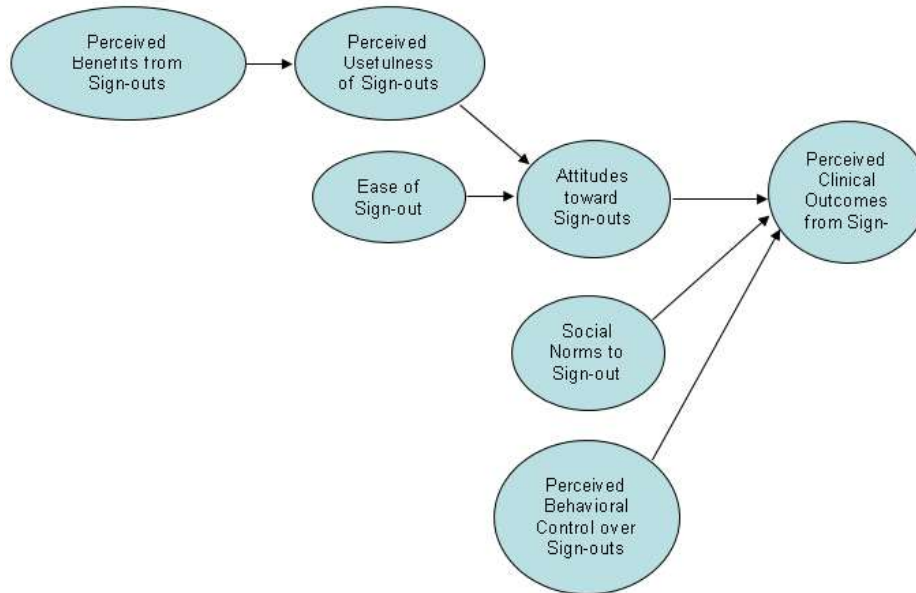 Perceived
Benefits from
Sign-outs
Perceived
Usefulness
of Sign-outs
Ease of
Sign-out
Attitudes
toward
Sign-outs
Perceived
Clinical
Outcomes
from Sign-
Social
Norms to
Sign-out
Perceived
Behavioral
Control over
Sign-outs